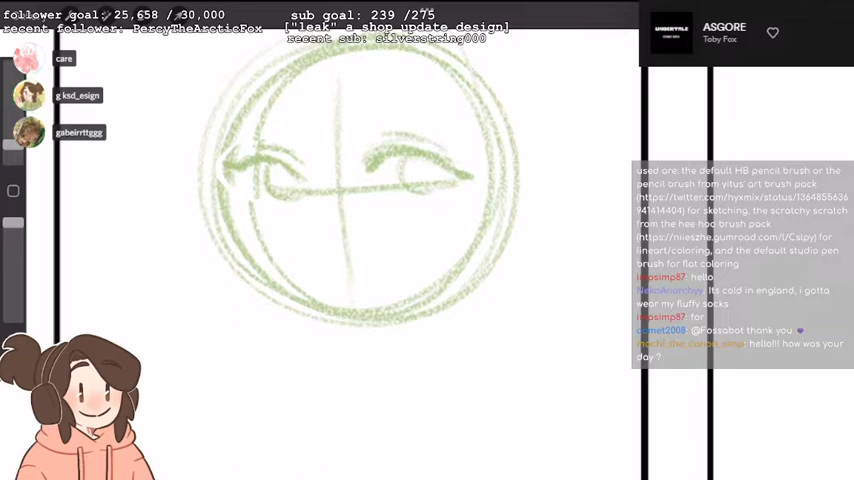 follower goal: 25,658 / 30,000
recent follower: PercyTheArcticFox
sub goal: 239 /275
["leak" a shop update design]
recent sub: silverstring000
UNDERTALE
ASGORE
Toby Fox
care
g ksd_esign
gabeirrttggg
used are: the default HB pencil brush or the
pencil brush from yitus' art brush pack
(https://twitter.com/hyxmix/status/1364855636
941414404) for sketching, the scratchy scratch
from the hee hoo brush pack
(https://niieszhe.gumroad.com/l/Cslpy) for
lineart/coloring, and the default studio pen
brush for flat coloring
impsimp87: hello
NekoAnarchyy: Its cold in england, i gotta
wear my fluffy socks
impsimp87: for
comet2008: @Fossabot thank you
hello!!! how was your
day ?